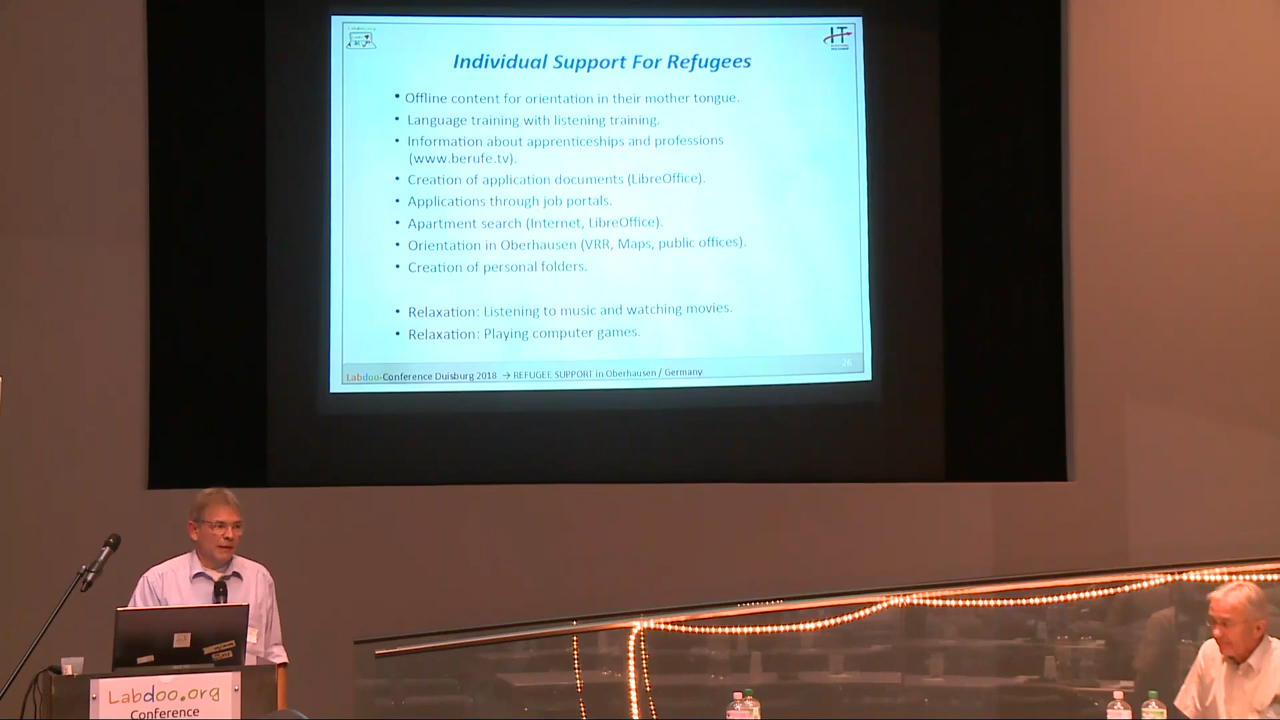 IT
Individual Support For Refugees
• Offline content for orientation in their mother tongue.
• Language training with listening training.
• Information about apprenticeships and professions
(www.berufe.tv).
• Creation of application documents (LibreOffice).
• Applications through job portals.
• Apartment search (Internet, LibreOffice).
• Orientation in Oberhausen (VRR, Maps, public offices).
• Creation of personal folders.
• Relaxation: Listening to music and watching movies.
• Relaxation: Playing computer games.
26
Labdoo-Conference Duisburg 2018 → REFUGEE SUPPORT in Oberhausen / Germany
Labdoo.org
Conference